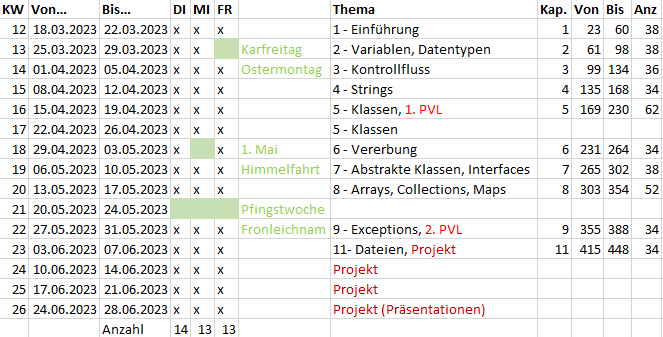 KW Von... Bis... DI MI FR Thema Kap. Von Bis Anz
12 18.03.2023 22.03.2023 x x x 1 - Einführung 1 23 60 38
13 25.03.2023 29.03.2023 x x Karfreitag 2 - Variablen, Datentypen 2 61 98 38
14 01.04.2023 05.04.2023 x x x Ostermontag 3 - Kontrollfluss 3 99 134 36
15 08.04.2023 12.04.2023 x x x 4 - Strings 4 135 168 34
16 15.04.2023 19.04.2023 x x x 5 - Klassen, 1. PVL 5 169 230 62
17 22.04.2023 26.04.2023 x x x 5 - Klassen
18 29.04.2023 03.05.2023 x x 1. Mai 6 - Vererbung 6 231 264 34
19 06.05.2023 10.05.2023 x x x Himmelfahrt 7 - Abstrakte Klassen, Interfaces 7 265 302 38
20 13.05.2023 17.05.2023 x x x 8 - Arrays, Collections, Maps 8 303 354 52
21 20.05.2023 24.05.2023 Pfingstwoche
22 27.05.2023 31.05.2023 x x x Fronleichnam 9 - Exceptions, 2. PVL 9 355 388 34
23 03.06.2023 07.06.2023 x x x 11- Dateien, Projekt 11 415 448 34
24 10.06.2023 14.06.2023 x x x Projekt
25 17.06.2023 21.06.2023 x x x Projekt
26 24.06.2023 28.06.2023 x x x Projekt (Präsentationen)
Anzahl 14 13 13